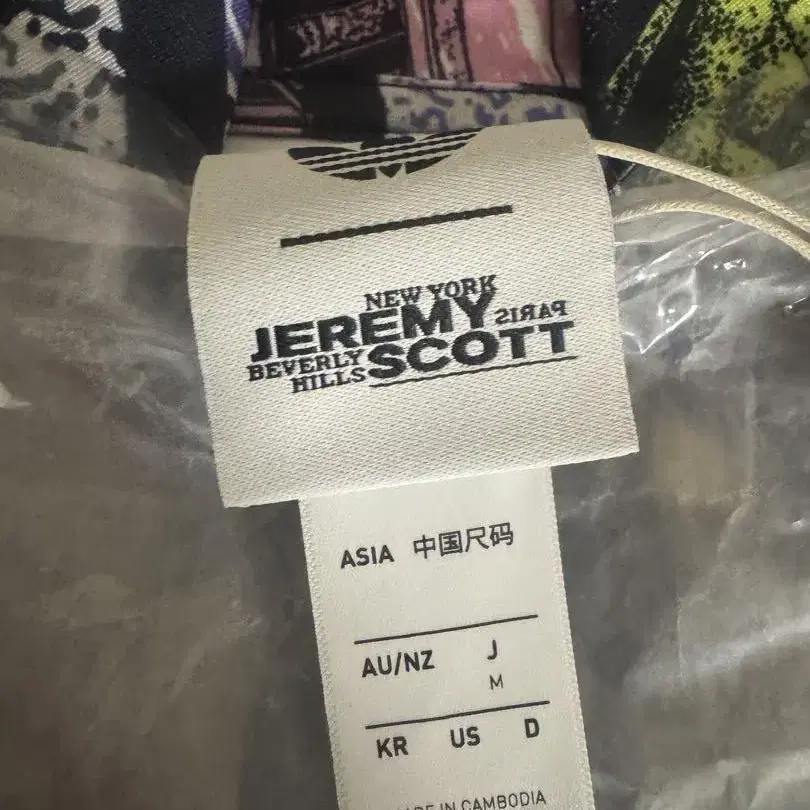 NEW YORK
JEREMY PARIS
BEVERLY SCOTT
HILLS
ASIA 中国尺码
AU/NZ J
M
KR US D
MADE IN CAMBODIA